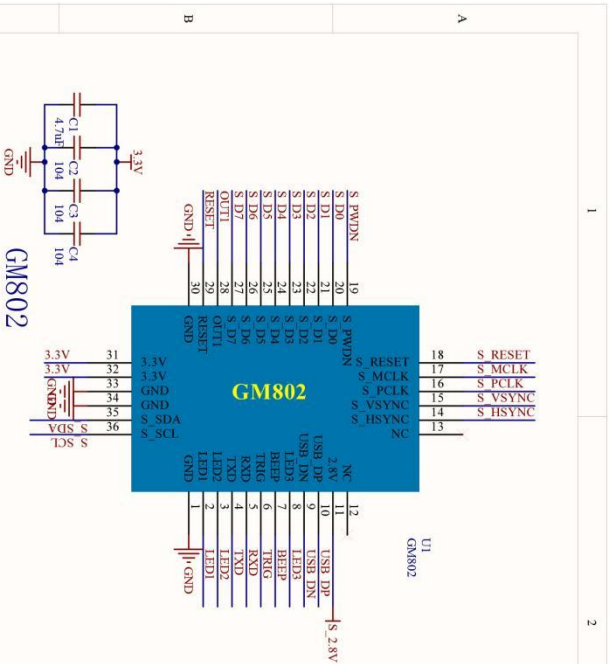 B
A
1
2
3.3V
C1
4.7uF
C2
104
C3
104
C4
104
GND
GM802
S_PWDN
S_D0
S_D1
S_D2
S_D3
S_D4
S_D5
S_D6
S_D7
OUT1
RESET
GND
30 29 28 27 26 25 24 23 22 21 20 19
GND
RESET
OUT1
S_D7
S_D6
S_D5
S_D4
S_D3
S_D2
S_D1
S_D0
S_PWDN
GM802
3.3V 31 3.3V
3.3V 32 3.3V
GND 33 GND
GND 34 GND
S_SDA 35 S_SDA
S_SCL 36 S_SCL
S_RESET 18 S_RESET
S_MCLK 17 S_MCLK
S_PCLK 16 S_PCLK
S_VSYNC 15 S_VSYNC
S_HSYNC 14 S_HSYNC
NC 13
GND
LED1
LED2
TXD
RXD
TRIG
BEEP
LED3
USB_DN
USB_DP
2.8V
NC
1 2 3 4 5 6 7 8 9 10 11 12
GND
LED1
LED2
TXD
RXD
TRIG
BEEP
LED3
USB_DN
USB_DP
S_2.8V
U1
GM802